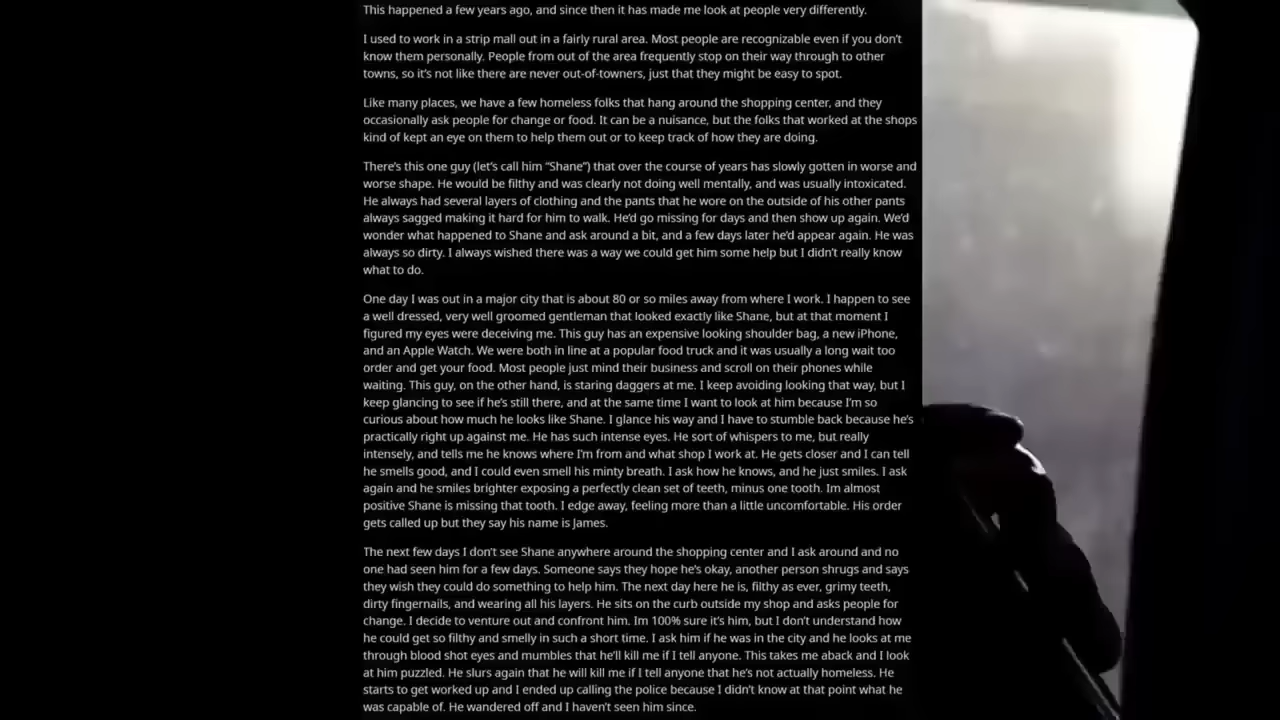 This happened a few years ago, and since then it has made me look at people very differently.
I used to work in a strip mall out in a fairly rural area. Most people are recognizable even if you don't
know them personally. People from out of the area frequently stop on their way through to other
towns, so it's not like there are never out-of-towners, just that they might be easy to spot.
Like many places, we have a few homeless folks that hang around the shopping center, and they
occasionally ask people for change or food. It can be a nuisance, but the folks that worked at the shops
kind of kept an eye on them to help them out or to keep track of how they are doing.
There's this one guy (let's call him “Shane”) that over the course of years has slowly gotten in worse and
worse shape. He would be filthy and was clearly not doing well mentally, and was usually intoxicated.
He always had several layers of clothing and the pants that he wore on the outside of his other pants
always sagged making it hard for him to walk. He'd go missing for days and then show up again. We'd
wonder what happened to Shane and ask around a bit, and a few days later he'd appear again. He was
always so dirty. I always wished there was a way we could get him some help but I didn't really know
what to do.
One day I was out in a major city that is about 80 or so miles away from where I work. I happen to see
a well dressed, very well groomed gentleman that looked exactly like Shane, but at that moment I
figured my eyes were deceiving me. This guy has an expensive looking shoulder bag, a new iPhone,
and an Apple Watch. We were both in line at a popular food truck and it was usually a long wait too
order and get your food. Most people just mind their business and scroll on their phones while
waiting. This guy, on the other hand, is staring daggers at me. I keep avoiding looking that way, but I
keep glancing to see if he's still there, and at the same time I want to look at him because I'm so
curious about how much he looks like Shane. I glance his way and I have to stumble back because he's
practically right up against me. He has such intense eyes. He sort of whispers to me, but really
intensely, and tells me he knows where I'm from and what shop I work at. He gets closer and I can tell
he smells good, and I could even smell his minty breath. I ask how he knows, and he just smiles. I ask
again and he smiles brighter exposing a perfectly clean set of teeth, minus one tooth. Im almost
positive Shane is missing that tooth. I edge away, feeling more than a little uncomfortable. His order
gets called up but they say his name is James.
The next few days I don't see Shane anywhere around the shopping center and I ask around and no
one had seen him for a few days. Someone says they hope he's okay, another person shrugs and says
they wish they could do something to help him. The next day here he is, filthy as ever, grimy teeth,
dirty fingernails, and wearing all his layers. He sits on the curb outside my shop and asks people for
change. I decide to venture out and confront him. Im 100% sure it's him, but I don't understand how
he could get so filthy and smelly in such a short time. I ask him if he was in the city and he looks at me
through blood shot eyes and mumbles that he'll kill me if I tell anyone. This takes me aback and I look
at him puzzled. He slurs again that he will kill me if I tell anyone that he's not actually homeless. He
starts to get worked up and I ended up calling the police because I didn't know at that point what he
was capable of. He wandered off and I haven't seen him since.